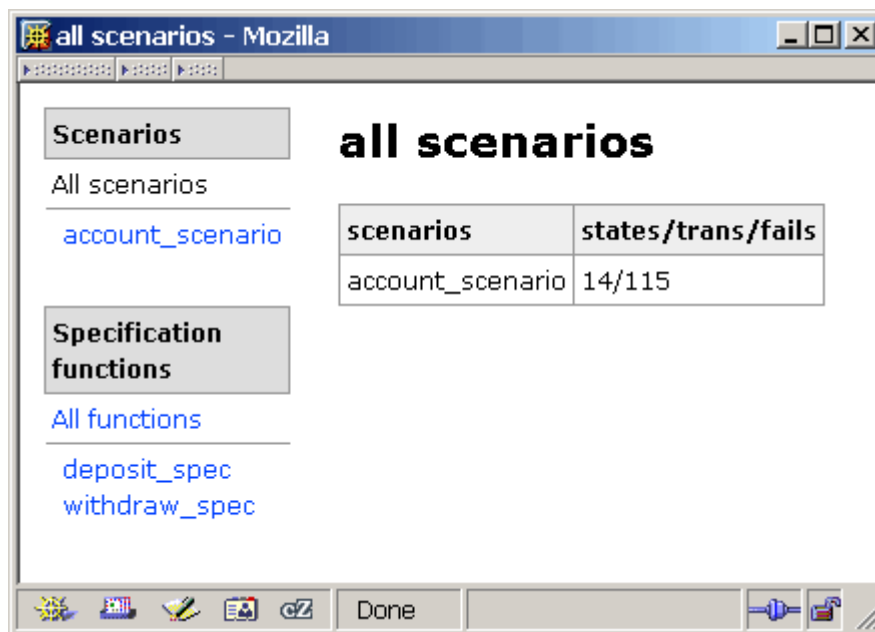 all scenarios - Mozilla
Scenarios
All scenarios
account_scenario
Specification
functions
All functions
deposit_spec
withdraw_spec
all scenarios
scenarios states/trans/fails
account_scenario 14/115
Done